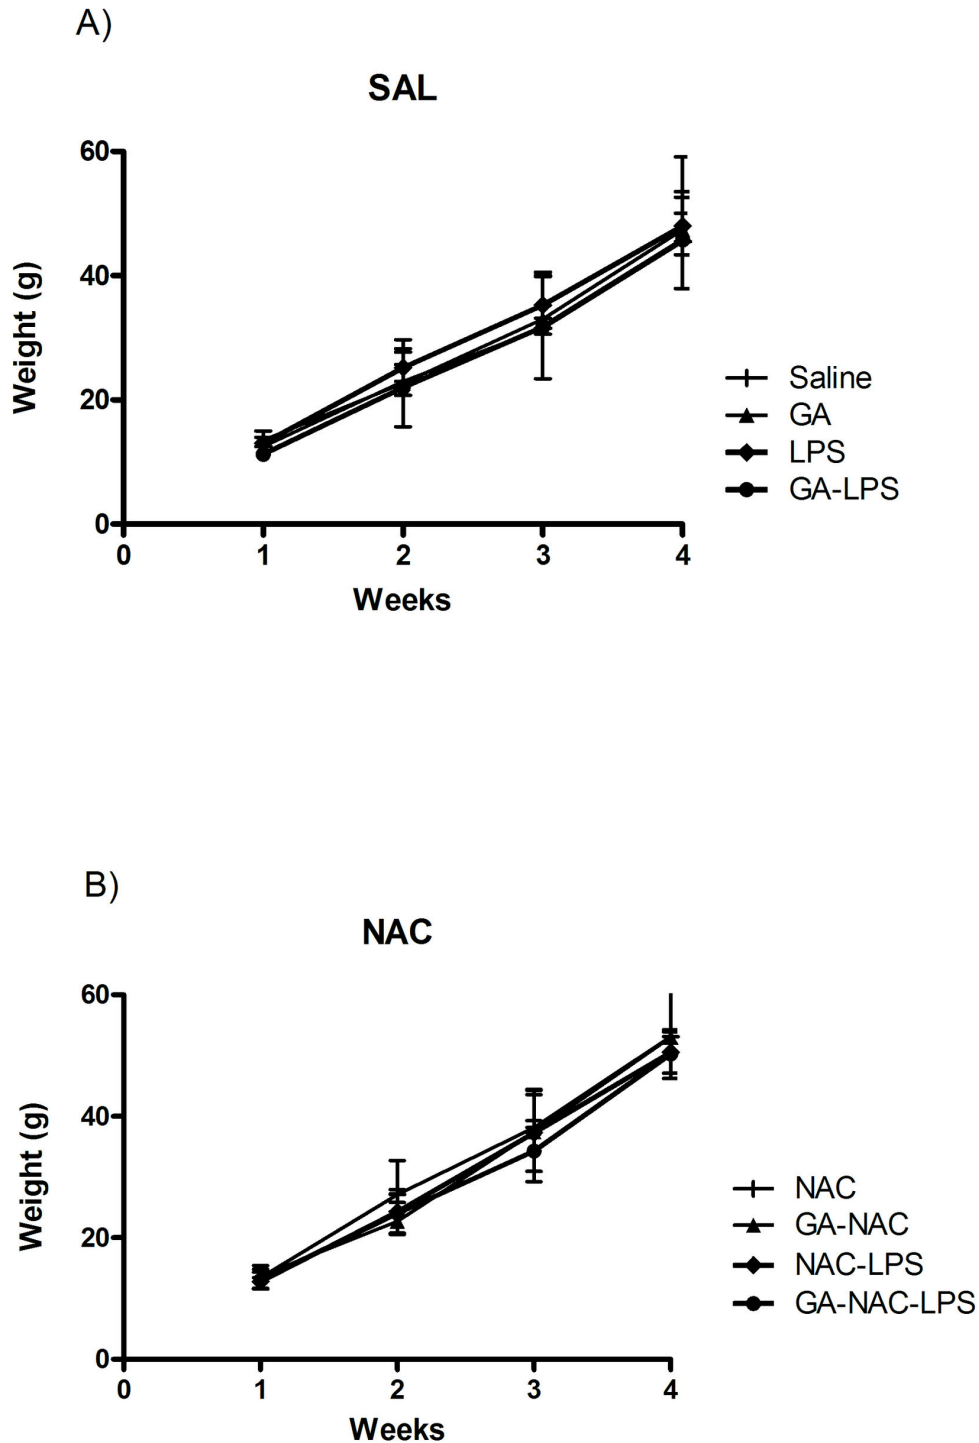 A)
SAL
60
40
20
0
Weight (g)
0 1 2 3 4
Weeks
Saline
GA
LPS
GA-LPS
B)
NAC
60
40
20
0
Weight (g)
0 1 2 3 4
Weeks
NAC
GA-NAC
NAC-LPS
GA-NAC-LPS